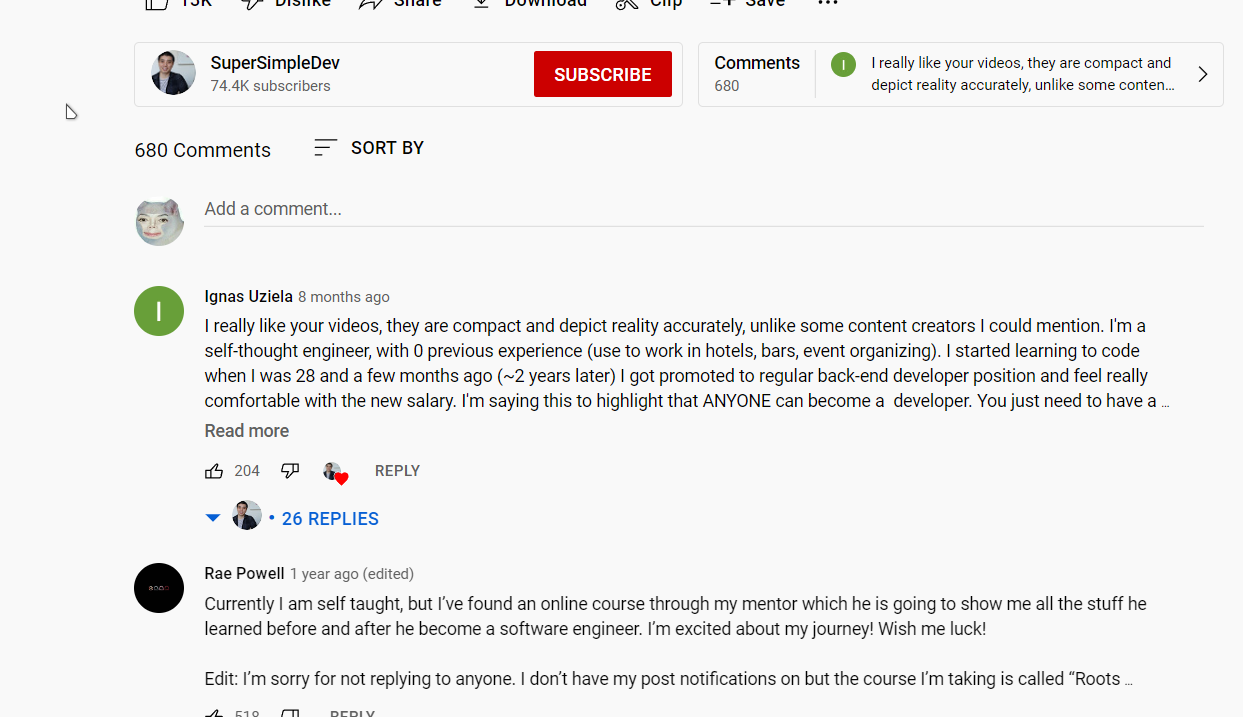 15K Dislike Share Download Clip Save
SuperSimpleDev
74.4K subscribers
SUBSCRIBE
Comments
680
I
I really like your videos, they are compact and
depict reality accurately, unlike some conten...
680 Comments
SORT BY
Add a comment...
I
Ignas Uziela 8 months ago
I really like your videos, they are compact and depict reality accurately, unlike some content creators I could mention. I'm a
self-thought engineer, with 0 previous experience (use to work in hotels, bars, event organizing). I started learning to code
when I was 28 and a few months ago (~2 years later) I got promoted to regular back-end developer position and feel really
comfortable with the new salary. I'm saying this to highlight that ANYONE can become a  developer. You just need to have a ...
Read more
204 REPLY
• 26 REPLIES
Rae Powell 1 year ago (edited)
Currently I am self taught, but I’ve found an online course through my mentor which he is going to show me all the stuff he
learned before and after he become a software engineer. I’m excited about my journey! Wish me luck!
Edit: I’m sorry for not replying to anyone. I don’t have my post notifications on but the course I’m taking is called “Roots ...
518 REPLY